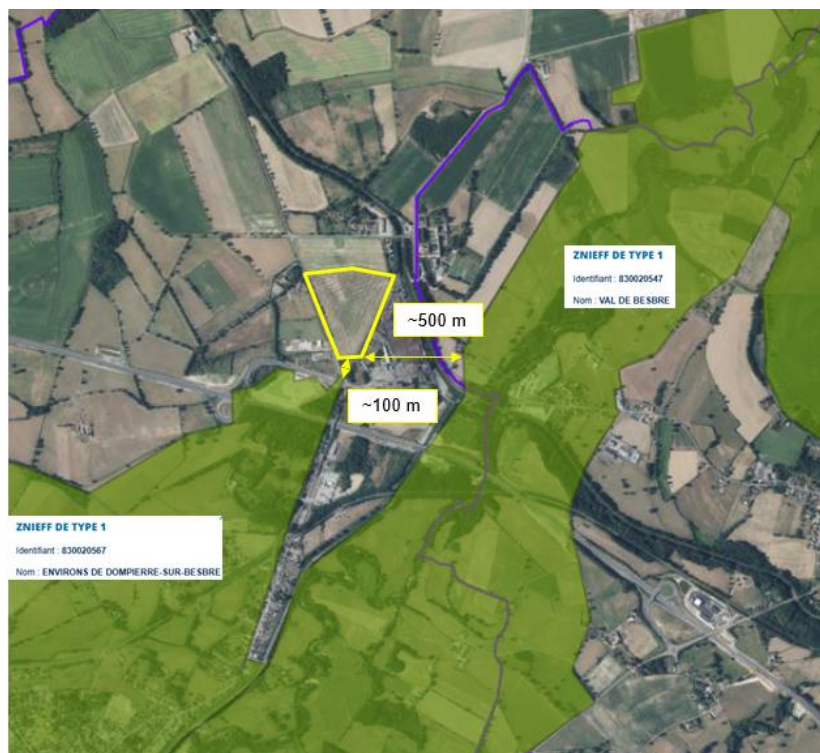 ZNIEFF DE TYPE 1
Identifiant : 830020547
Nom : VAL DE BESBRE
~500 m
~100 m
ZNIEFF DE TYPE 1
Identifiant : 830020567
Nom : ENVIRONS DE DOMPIERRE-SUR-BESBRE